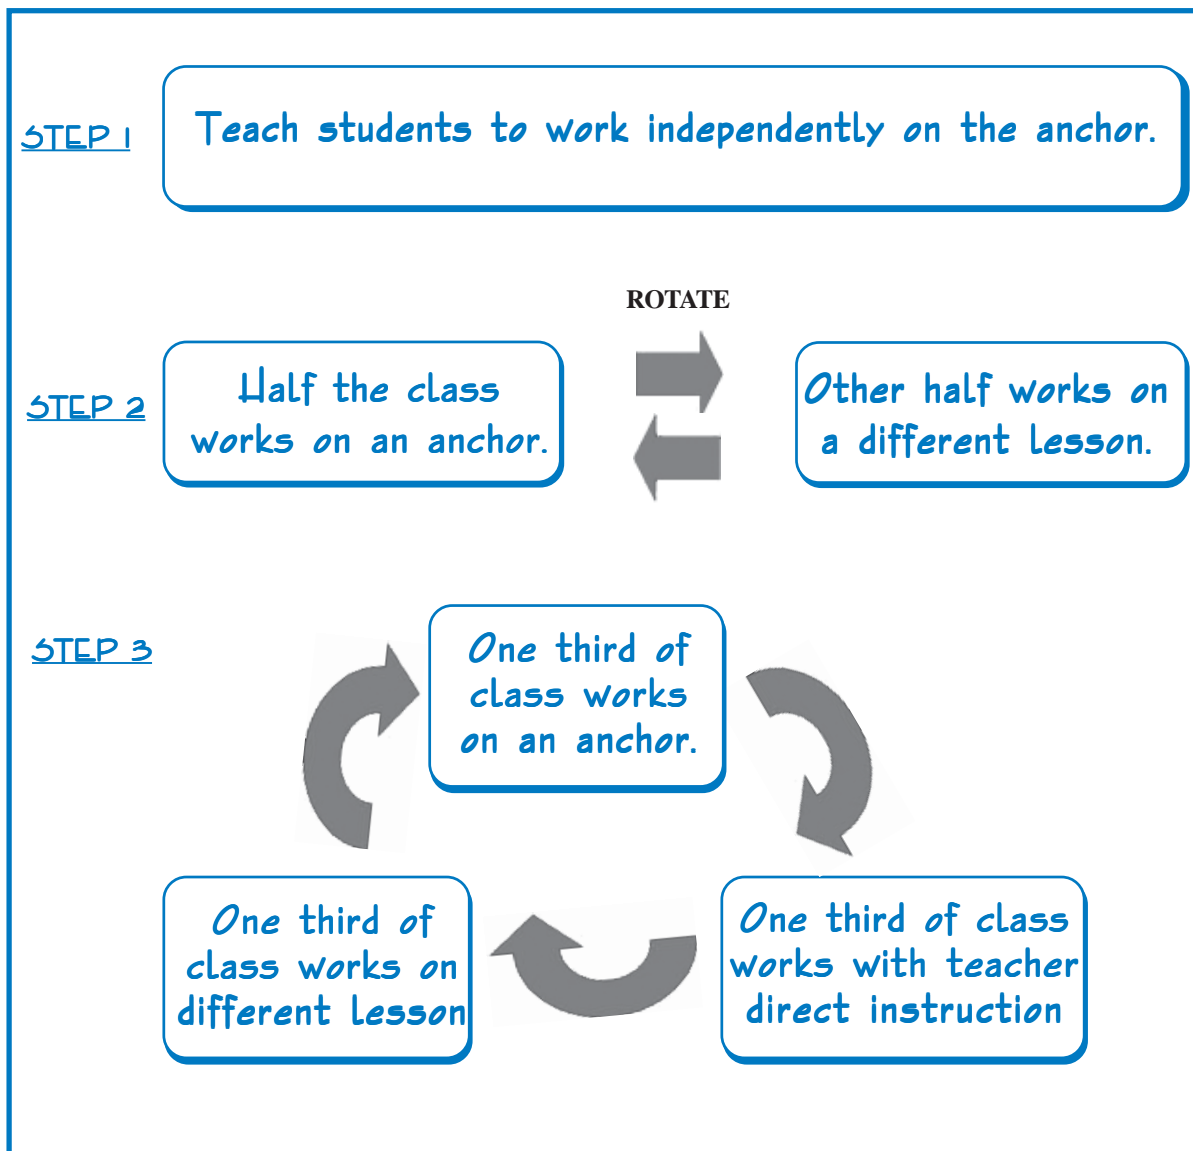 STEP 1
Teach students to work independently on the anchor.
ROTATE
STEP 2
Half the class
works on an anchor.
Other half works on
a different lesson.
STEP 3
One third of
class works
on an anchor.
One third of
class works on
different lesson
One third of class
works with teacher
direct instruction